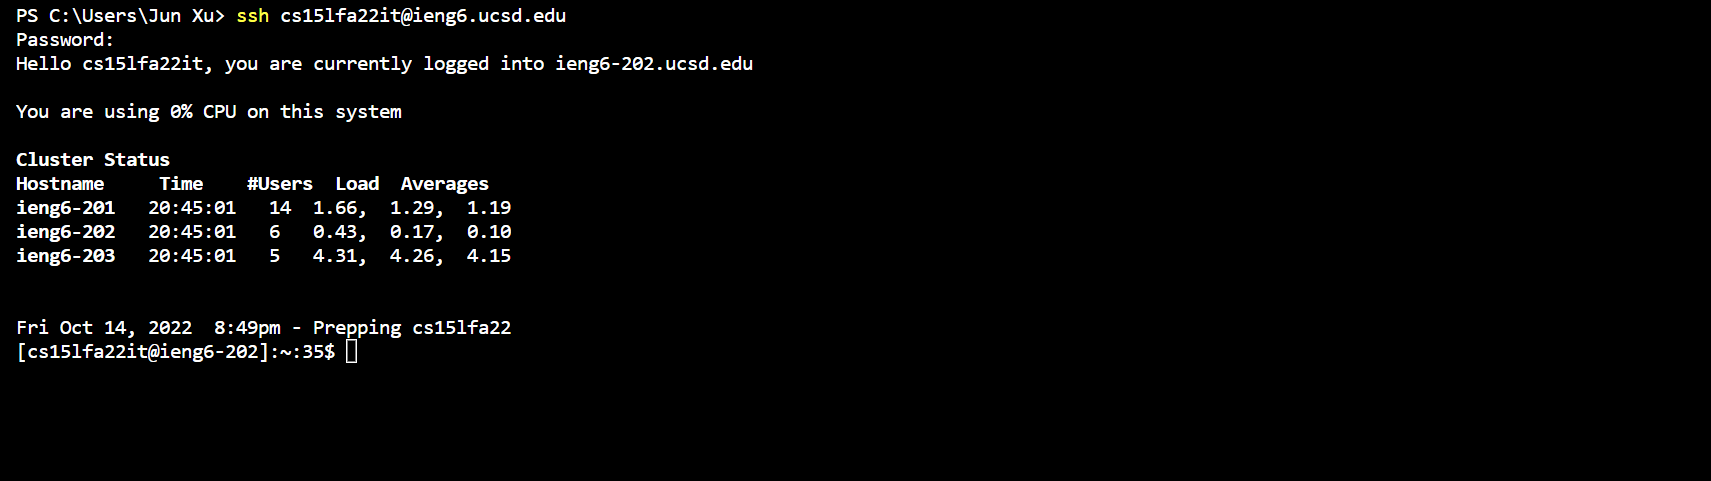 PS C:\Users\Jun Xu> ssh cs15lfa22it@ieng6.ucsd.edu
Password:
Hello cs15lfa22it, you are currently logged into ieng6-202.ucsd.edu
You are using 0% CPU on this system
Cluster Status
Hostname     Time    #Users  Load  Averages
ieng6-201   20:45:01   14  1.66,  1.29,  1.19
ieng6-202   20:45:01   6   0.43,  0.17,  0.10
ieng6-203   20:45:01   5   4.31,  4.26,  4.15
Fri Oct 14, 2022  8:49pm - Prepping cs15lfa22
[cs15lfa22it@ieng6-202]:~:35$